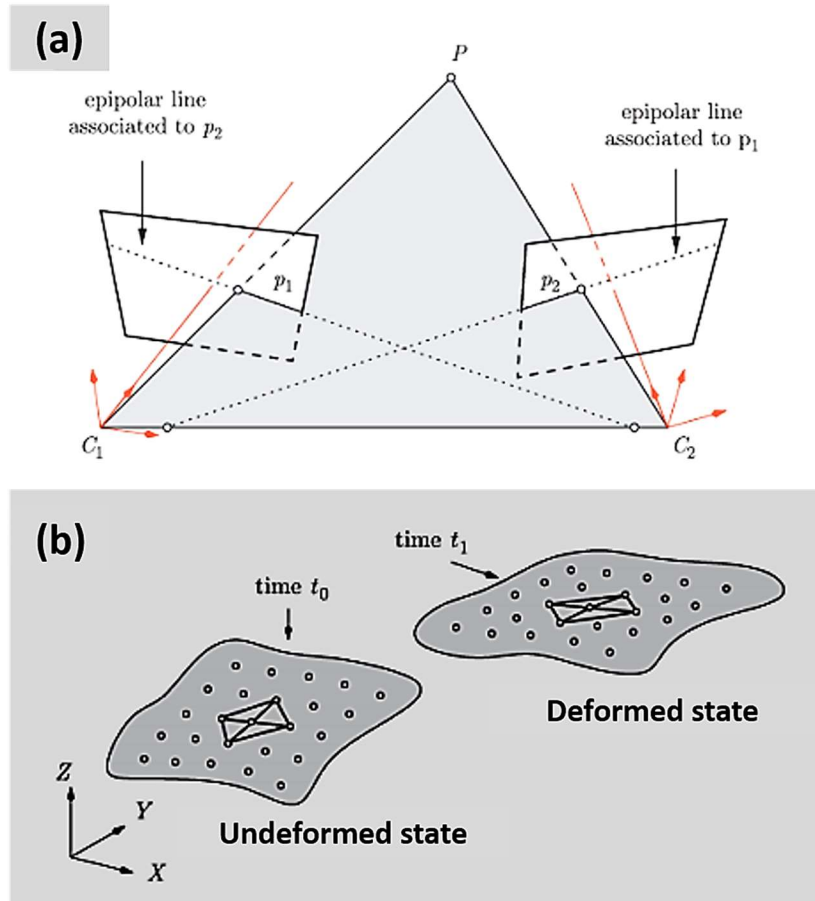 (a)
P
epipolar line
associated to p₂
epipolar line
associated to p₁
p₁
p₂
C₁
C₂
(b)
time t₁
time t₀
Deformed state
Z
Y
Undeformed state
X